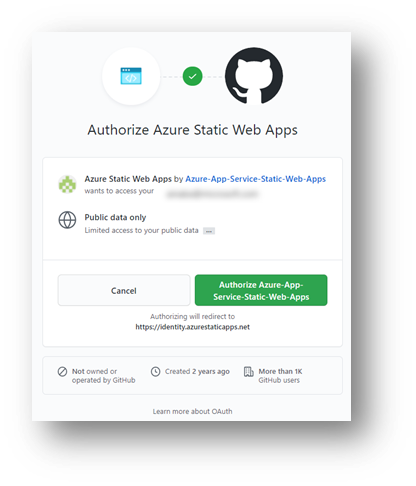 Authorize Azure Static Web Apps
Azure Static Web Apps by Azure-App-Service-Static-Web-Apps
wants to access your
Public data only
Limited access to your public data ...
Cancel
Authorize Azure-App-
Service-Static-Web-Apps
Authorizing will redirect to
https://identity.azurestaticapps.net
Not owned or
operated by GitHub
Created 2 years ago
More than 1K
GitHub users
Learn more about OAuth